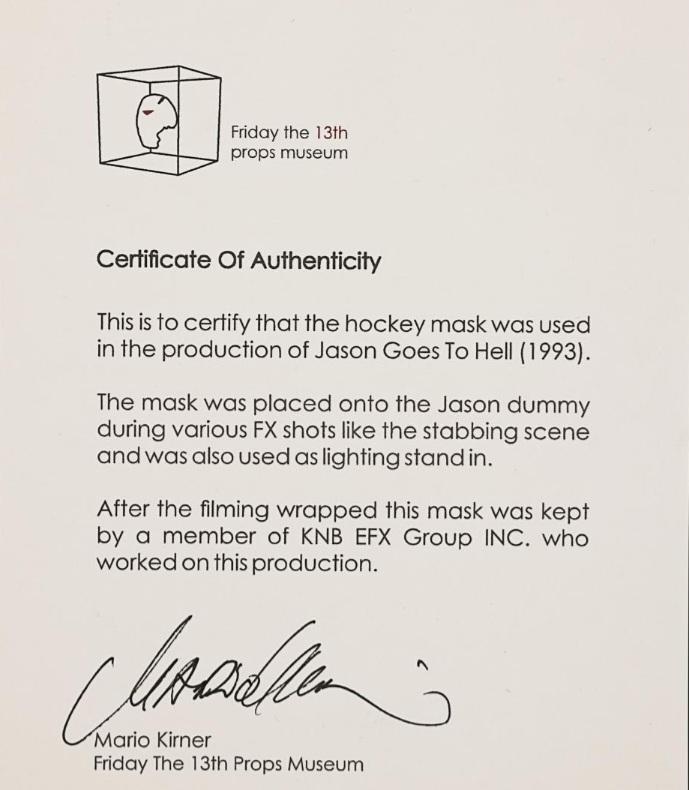 Friday the 13th
props museum
Certificate Of Authenticity
This is to certify that the hockey mask was used
in the production of Jason Goes To Hell (1993).
The mask was placed onto the Jason dummy
during various FX shots like the stabbing scene
and was also used as lighting stand in.
After the filming wrapped this mask was kept
by a member of KNB EFX Group INC. who
worked on this production.
Mario Kirner
Friday The 13th Props Museum